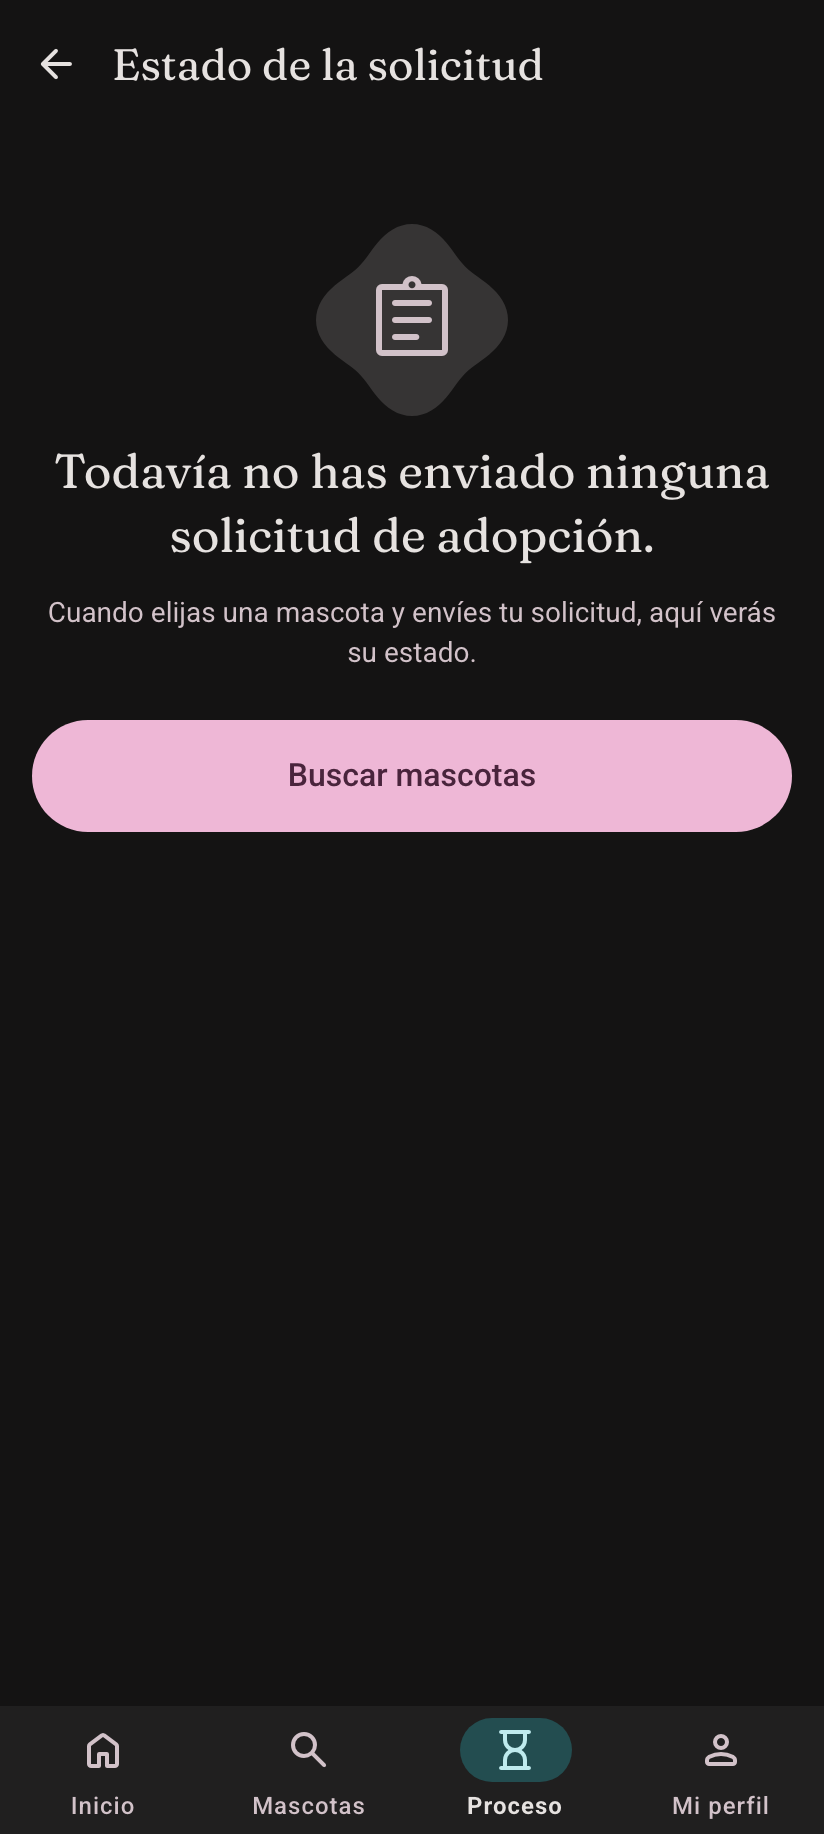 Estado de la solicitud
Todavía no has enviado ninguna
solicitud de adopción.
Cuando elijas una mascota y envíes tu solicitud, aquí verás
su estado.
Buscar mascotas
Inicio
Mascotas
Proceso
Mi perfil